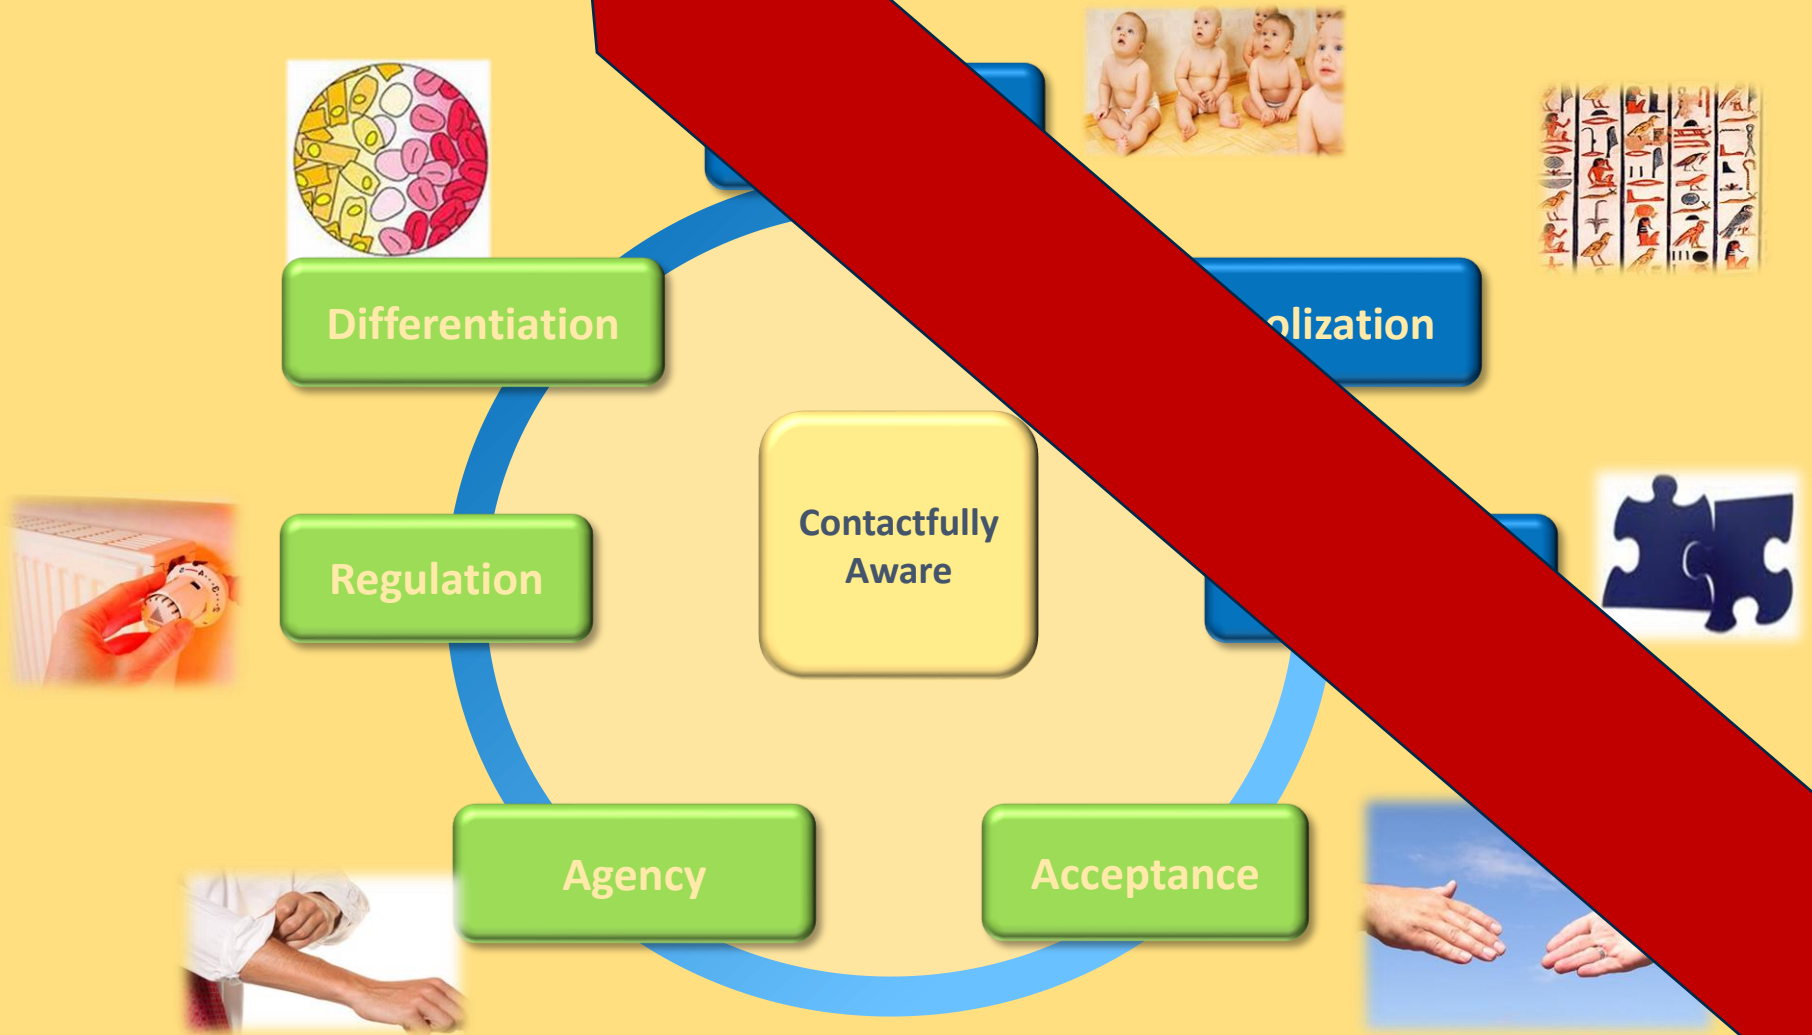 Differentiation
olization
Contactfully
Aware
Regulation
Agency
Acceptance